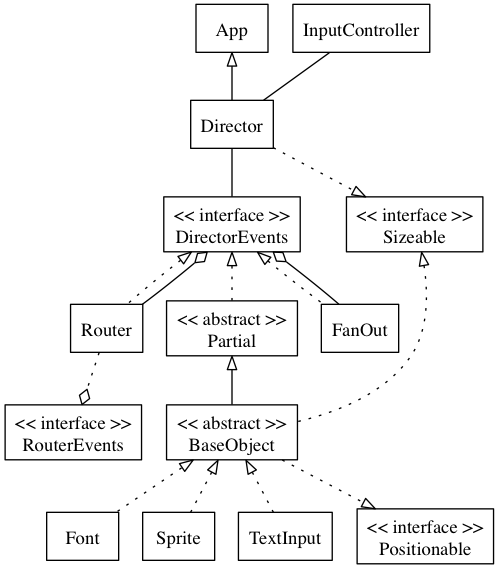 App
InputController
Director
<< interface >>
DirectorEvents
<< interface >>
Sizeable
Router
<< abstract >>
Partial
FanOut
<< interface >>
RouterEvents
<< abstract >>
BaseObject
Font
Sprite
TextInput
<< interface >>
Positionable